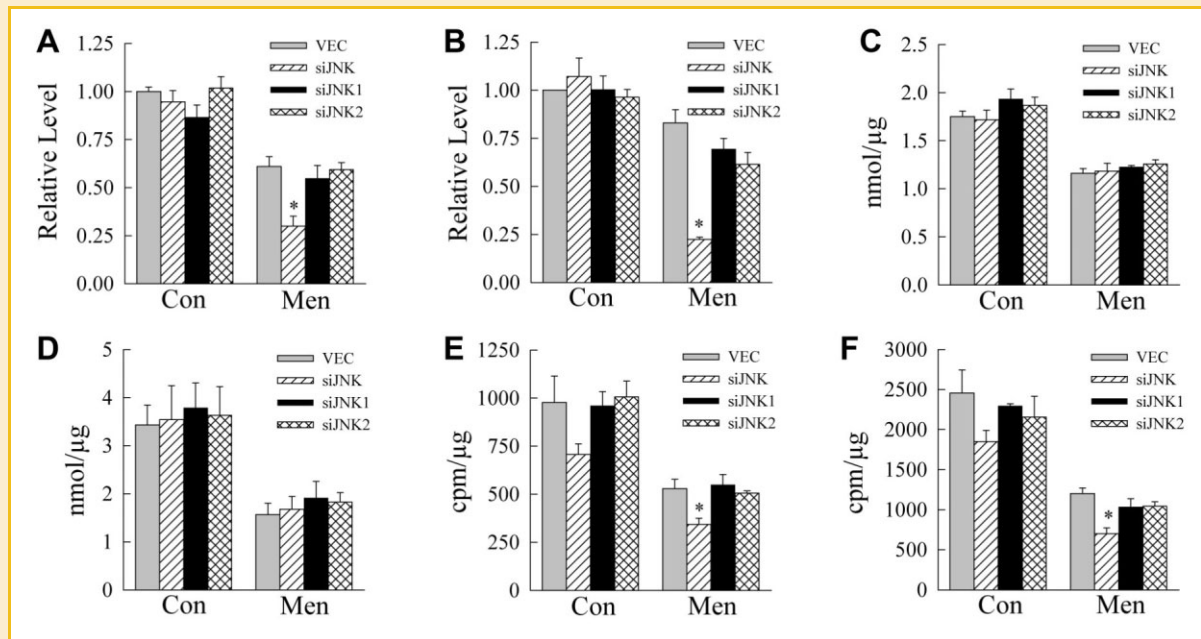 A
1.25
1.00
0.75
0.50
0.25
0.00
Relative Level
VEC
siJNK
siJNK1
siJNK2
*
Con Men
B
1.25
1.00
0.75
0.50
0.25
0.00
Relative Level
VEC
siJNK
siJNK1
siJNK2
*
Con Men
C
2.5
2.0
1.5
1.0
0.5
0.0
nmol/µg
VEC
siJNK
siJNK1
siJNK2
Con Men
D
5
4
3
2
1
0
nmol/µg
VEC
siJNK
siJNK1
siJNK2
Con Men
E
1250
1000
750
500
250
0
cpm/µg
VEC
siJNK
siJNK1
siJNK2
*
Con Men
F
3000
2500
2000
1500
1000
500
0
cpm/µg
VEC
siJNK
siJNK1
siJNK2
*
Con Men